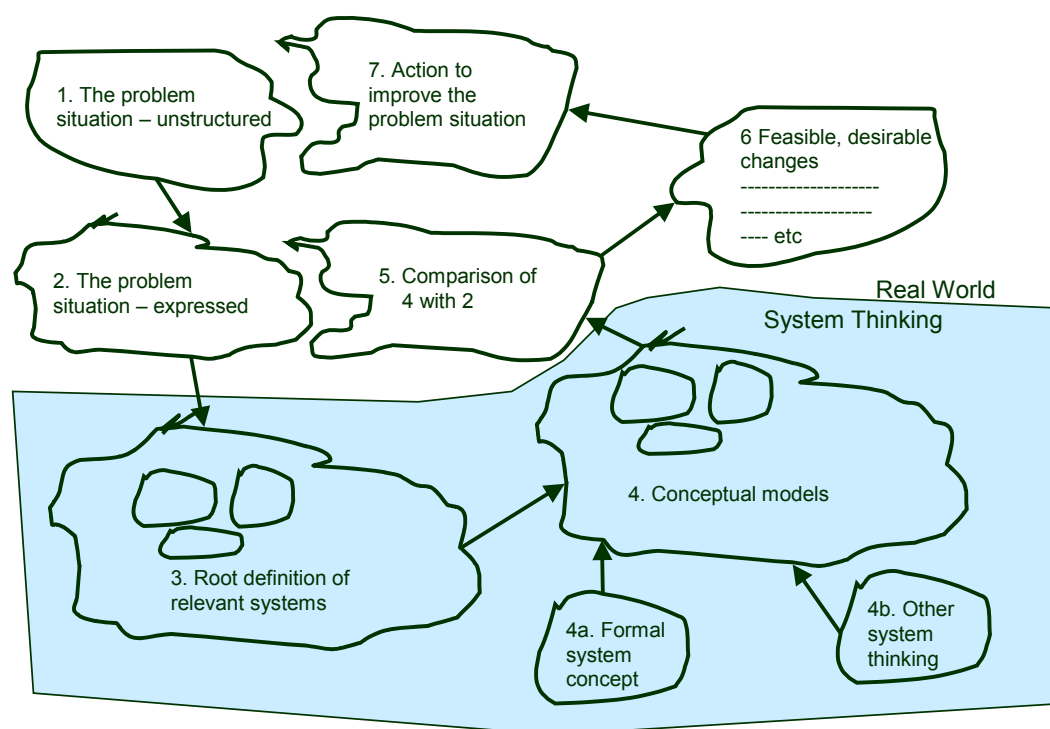 1. The problem
situation – unstructured
7. Action to
improve the
problem situation
6 Feasible, desirable
changes
---------------------
--------------------
---- etc
2. The problem
situation – expressed
5. Comparison of
4 with 2
Real World
System Thinking
4. Conceptual models
3. Root definition of
relevant systems
4a. Formal
system
concept
4b. Other
system
thinking